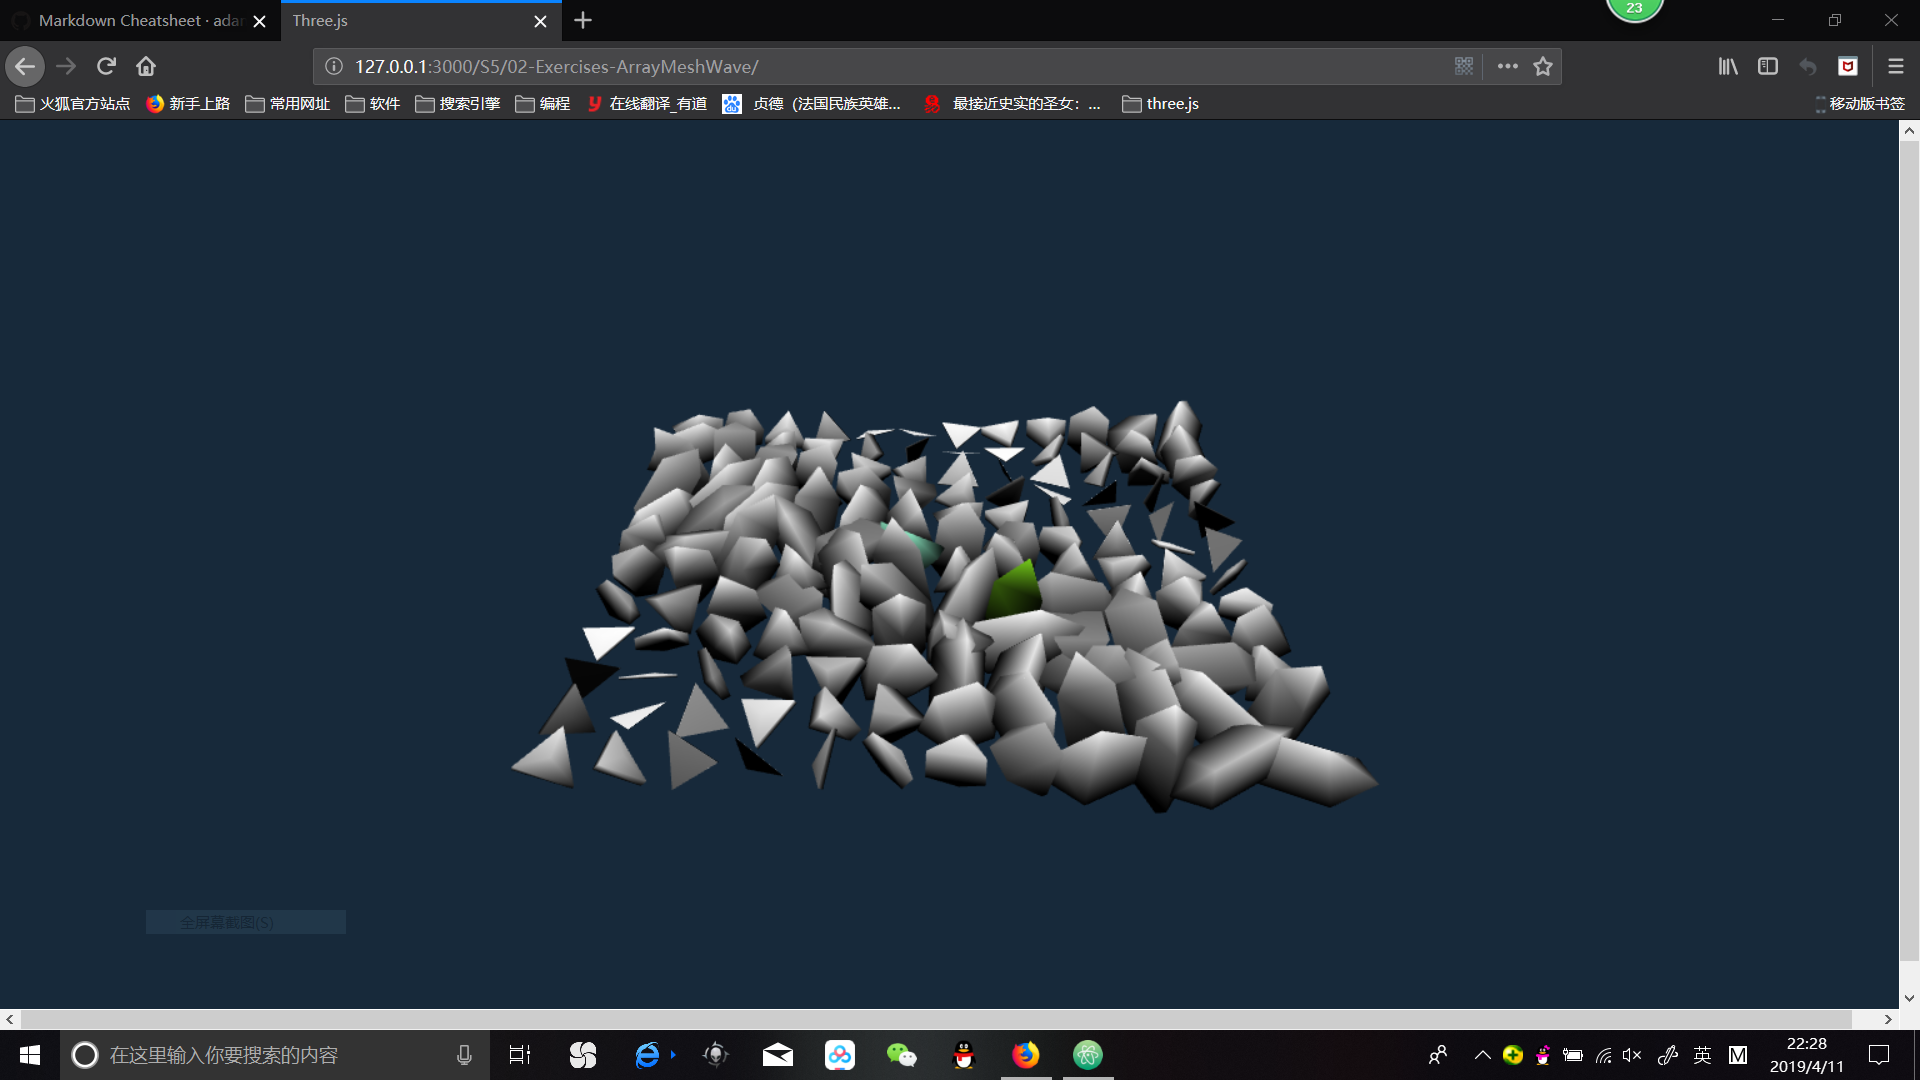 Markdown Cheatsheet · adar
Three.js
23
127.0.0.1:3000/S5/02-Exercises-ArrayMeshWave/
火狐官方站点
新手上路
常用网址
软件
搜索引擎
编程
在线翻译_有道
贞德（法国民族英雄...
最接近史实的圣女：...
three.js
移动版书签
全屏幕截图(S)
在这里输入你要搜索的内容
英
M
22:28
2019/4/11